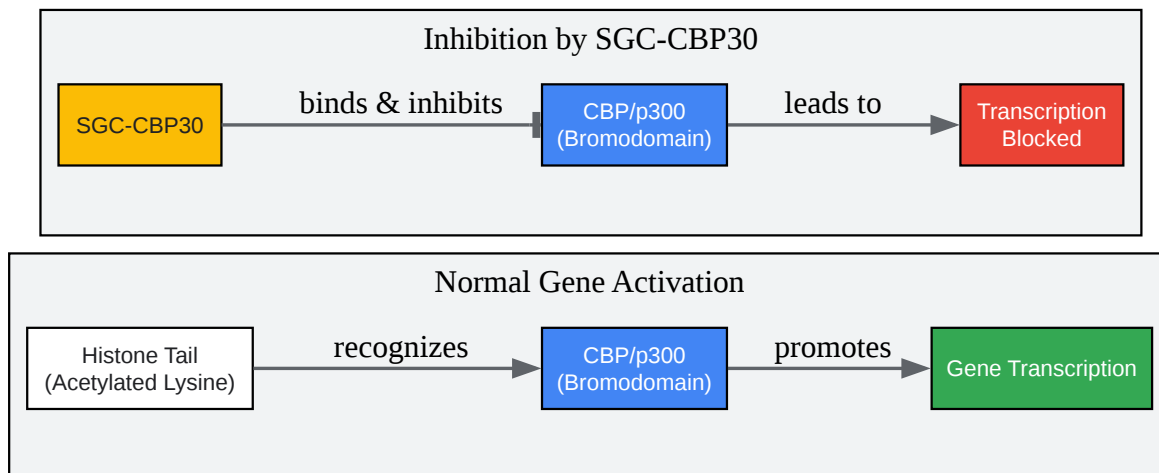 Inhibition by SGC-CBP30
SGC-CBP30
binds & inhibits
CBP/p300
(Bromodomain)
leads to
Transcription
Blocked
Normal Gene Activation
Histone Tail
(Acetylated Lysine)
recognizes
CBP/p300
(Bromodomain)
promotes
Gene Transcription